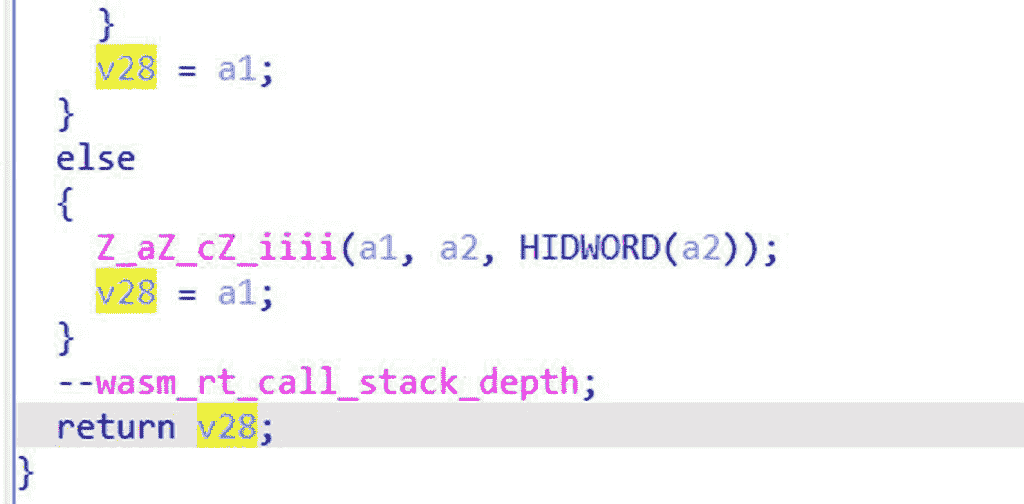 }
v28 = a1;
}
else
{
Z_aZ_cZ_iiii(a1, a2, HIDWORD(a2));
v28 = a1;
}
--wasm_rt_call_stack_depth;
return v28;
}